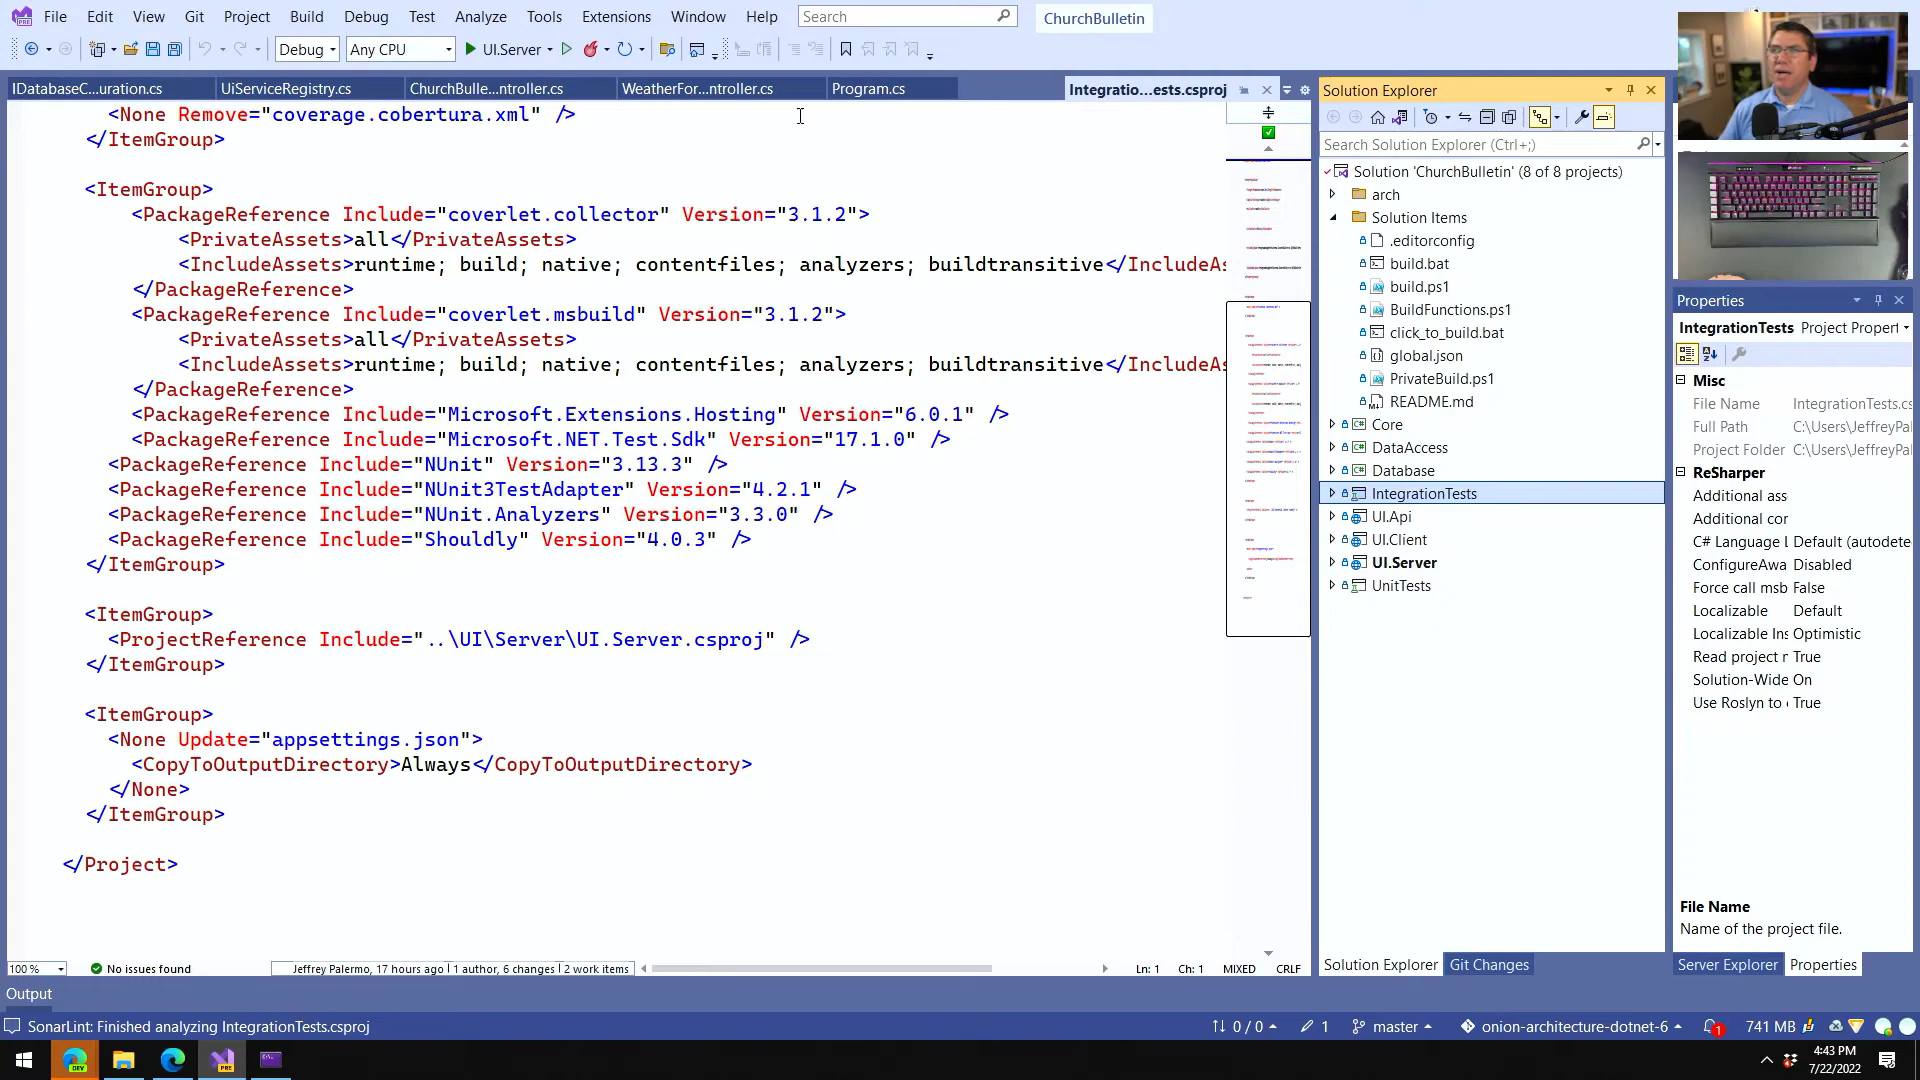 File Edit View Git Project Build Debug Test Analyze Tools Extensions Window Help Search ChurchBulletin
Debug Any CPU UI.Server
IDatabaseC...uration.cs UiServiceRegistry.cs ChurchBulle...ntroller.cs WeatherFor...ntroller.cs Program.cs Integratio...ests.csproj
<None Remove="coverage.cobertura.xml" />
</ItemGroup>
<ItemGroup>
<PackageReference Include="coverlet.collector" Version="3.1.2">
<PrivateAssets>all</PrivateAssets>
<IncludeAssets>runtime; build; native; contentfiles; analyzers; buildtransitive</IncludeAs
</PackageReference>
<PackageReference Include="coverlet.msbuild" Version="3.1.2">
<PrivateAssets>all</PrivateAssets>
<IncludeAssets>runtime; build; native; contentfiles; analyzers; buildtransitive</IncludeAs
</PackageReference>
<PackageReference Include="Microsoft.Extensions.Hosting" Version="6.0.1" />
<PackageReference Include="Microsoft.NET.Test.Sdk" Version="17.1.0" />
<PackageReference Include="NUnit" Version="3.13.3" />
<PackageReference Include="NUnit3TestAdapter" Version="4.2.1" />
<PackageReference Include="NUnit.Analyzers" Version="3.3.0" />
<PackageReference Include="Shouldly" Version="4.0.3" />
</ItemGroup>
<ItemGroup>
<ProjectReference Include="..\UI\Server\UI.Server.csproj" />
</ItemGroup>
<ItemGroup>
<None Update="appsettings.json">
<CopyToOutputDirectory>Always</CopyToOutputDirectory>
</None>
</ItemGroup>
</Project>
100 % No issues found Jeffrey Palermo, 17 hours ago | 1 author, 6 changes | 2 work items Ln: 1 Ch: 1 MIXED CRLF
Solution Explorer
Search Solution Explorer (Ctrl+;)
Solution 'ChurchBulletin' (8 of 8 projects)
arch
Solution Items
.editorconfig
build.bat
build.ps1
BuildFunctions.ps1
click_to_build.bat
global.json
PrivateBuild.ps1
README.md
Core
DataAccess
Database
IntegrationTests
UI.Api
UI.Client
UI.Server
UnitTests
Solution Explorer Git Changes
Properties
IntegrationTests Project Propert
Misc
File Name IntegrationTests.cs
Full Path C:\Users\JeffreyPal
Project Folder C:\Users\JeffreyPal
ReSharper
Additional ass
Additional cor
C# Language L Default (autodete
ConfigureAwa Disabled
Force call msb False
Localizable Default
Localizable Ins Optimistic
Read project r True
Solution-Wide On
Use Roslyn to True
File Name
Name of the project file.
Server Explorer Properties
Output
SonarLint: Finished analyzing IntegrationTests.csproj 0 / 0 1 master onion-architecture-dotnet-6 1 741 MB
DEV PRE 4:43 PM
7/22/2022